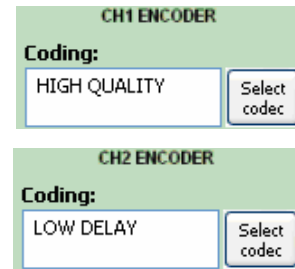 CH1 ENCODER
Coding:
HIGH QUALITY
Select
codec
CH2 ENCODER
Coding:
LOW DELAY
Select
codec